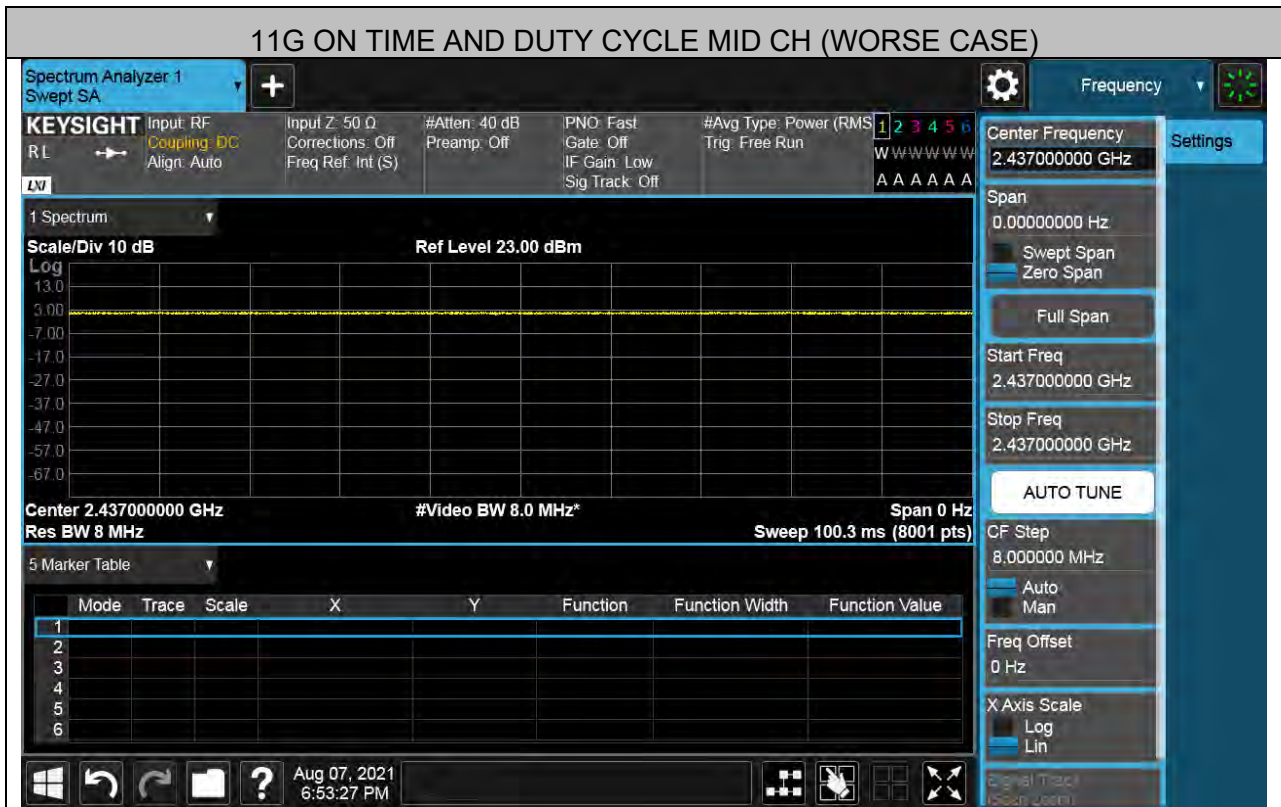 11G ON TIME AND DUTY CYCLE MID CH (WORSE CASE)
Spectrum Analyzer 1
Swept SA
+
Frequency
KEYSIGHT
RL
LXI
Input: RF
Coupling: DC
Align: Auto
Input Z: 50 Ω
Corrections: Off
Freq Ref: Int (S)
#Atten: 40 dB
Preamp: Off
PNO: Fast
Gate: Off
IF Gain: Low
Sig Track: Off
#Avg Type: Power (RMS
Trig: Free Run
1 2 3 4 5 6
W W W W W W
A A A A A A
Center Frequency
2.437000000 GHz
Settings
Span
0.00000000 Hz
Swept Span
Zero Span
Full Span
Start Freq
2.437000000 GHz
Stop Freq
2.437000000 GHz
AUTO TUNE
CF Step
8.000000 MHz
Auto
Man
Freq Offset
0 Hz
X Axis Scale
Log
Lin
Signal Track
(Span Zoom)
1 Spectrum
Scale/Div 10 dB
Ref Level 23.00 dBm
Log
13.0
3.00
-7.00
-17.0
-27.0
-37.0
-47.0
-57.0
-67.0
Center 2.437000000 GHz
#Video BW 8.0 MHz*
Span 0 Hz
Res BW 8 MHz
Sweep 100.3 ms (8001 pts)
5 Marker Table
Mode Trace Scale X Y Function Function Width Function Value
1
2
3
4
5
6
?
Aug 07, 2021
6:53:27 PM